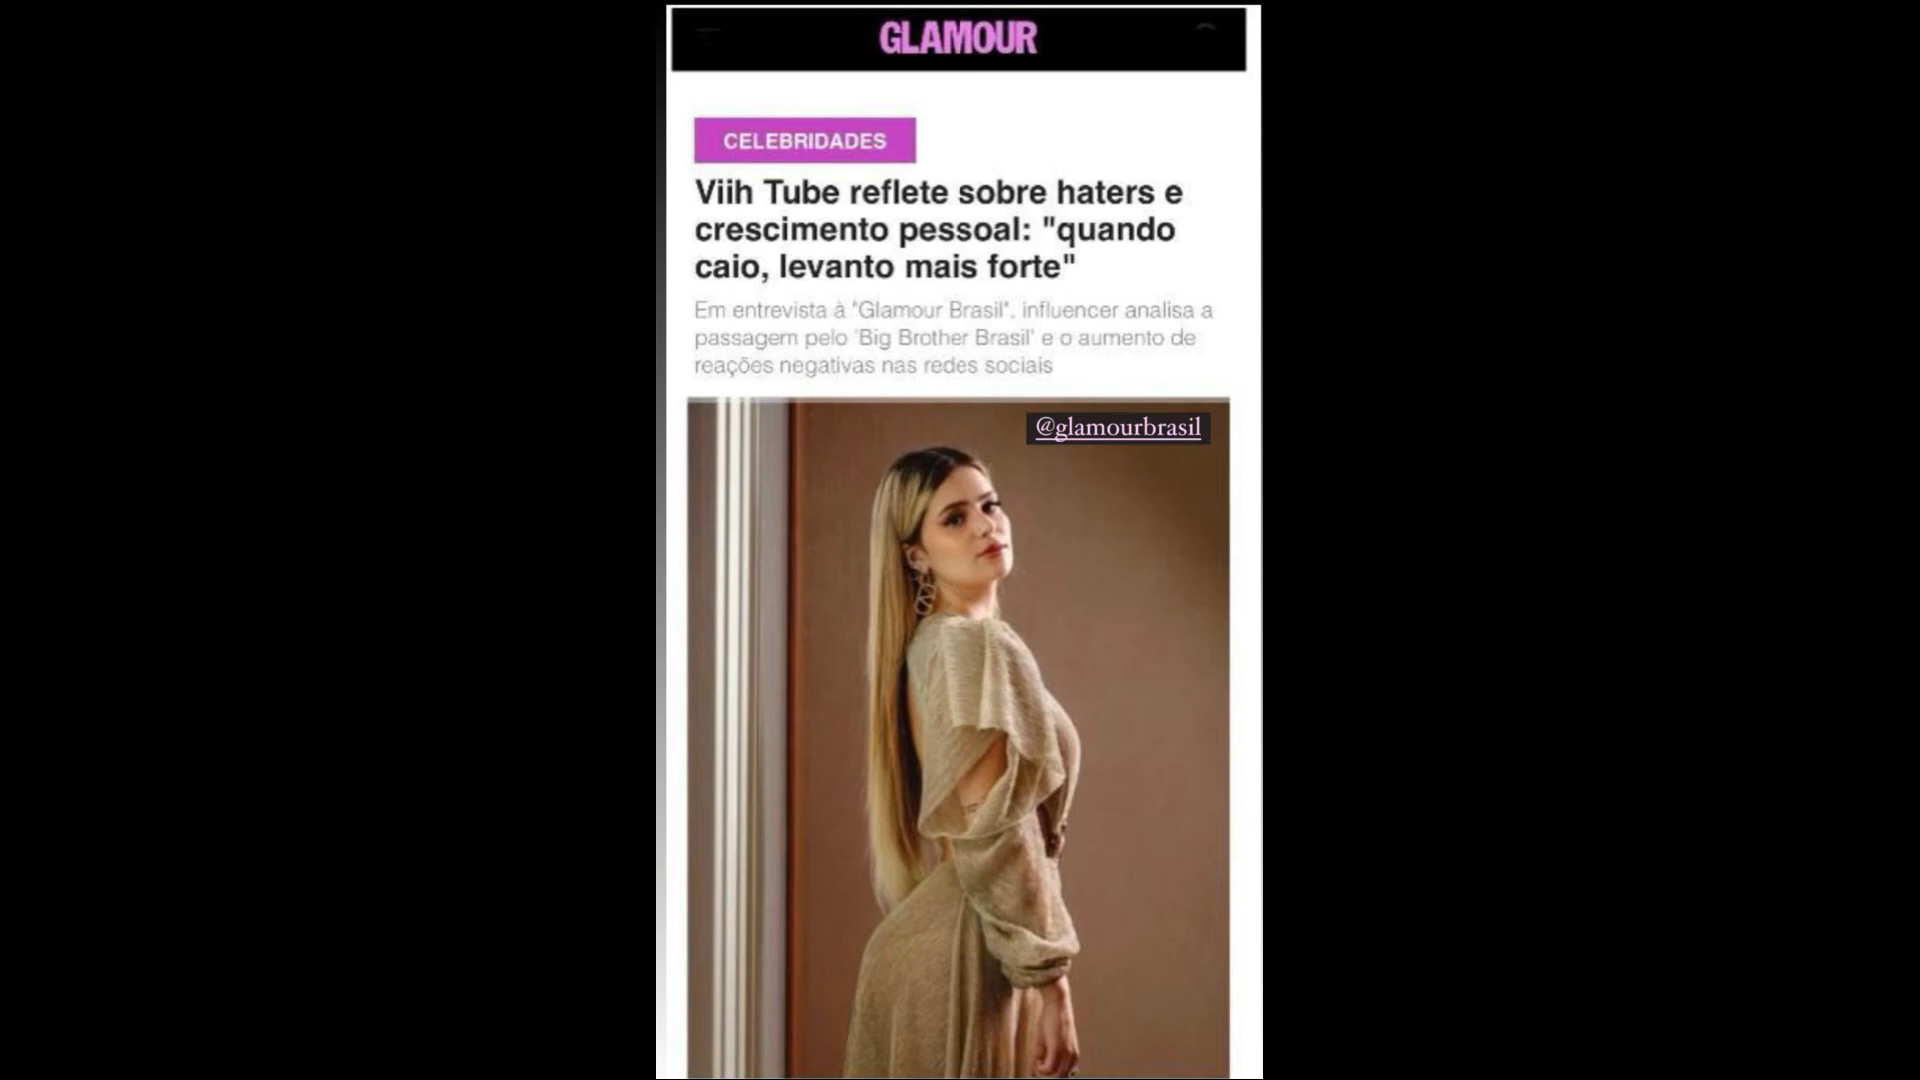 GLAMOUR
CELEBRIDADES
Viih Tube reflete sobre haters e
crescimento pessoal: "quando
caio, levanto mais forte"
Em entrevista à "Glamour Brasil", influencer analisa a
passagem pelo 'Big Brother Brasil' e o aumento de
reações negativas nas redes sociais
@glamourbrasil